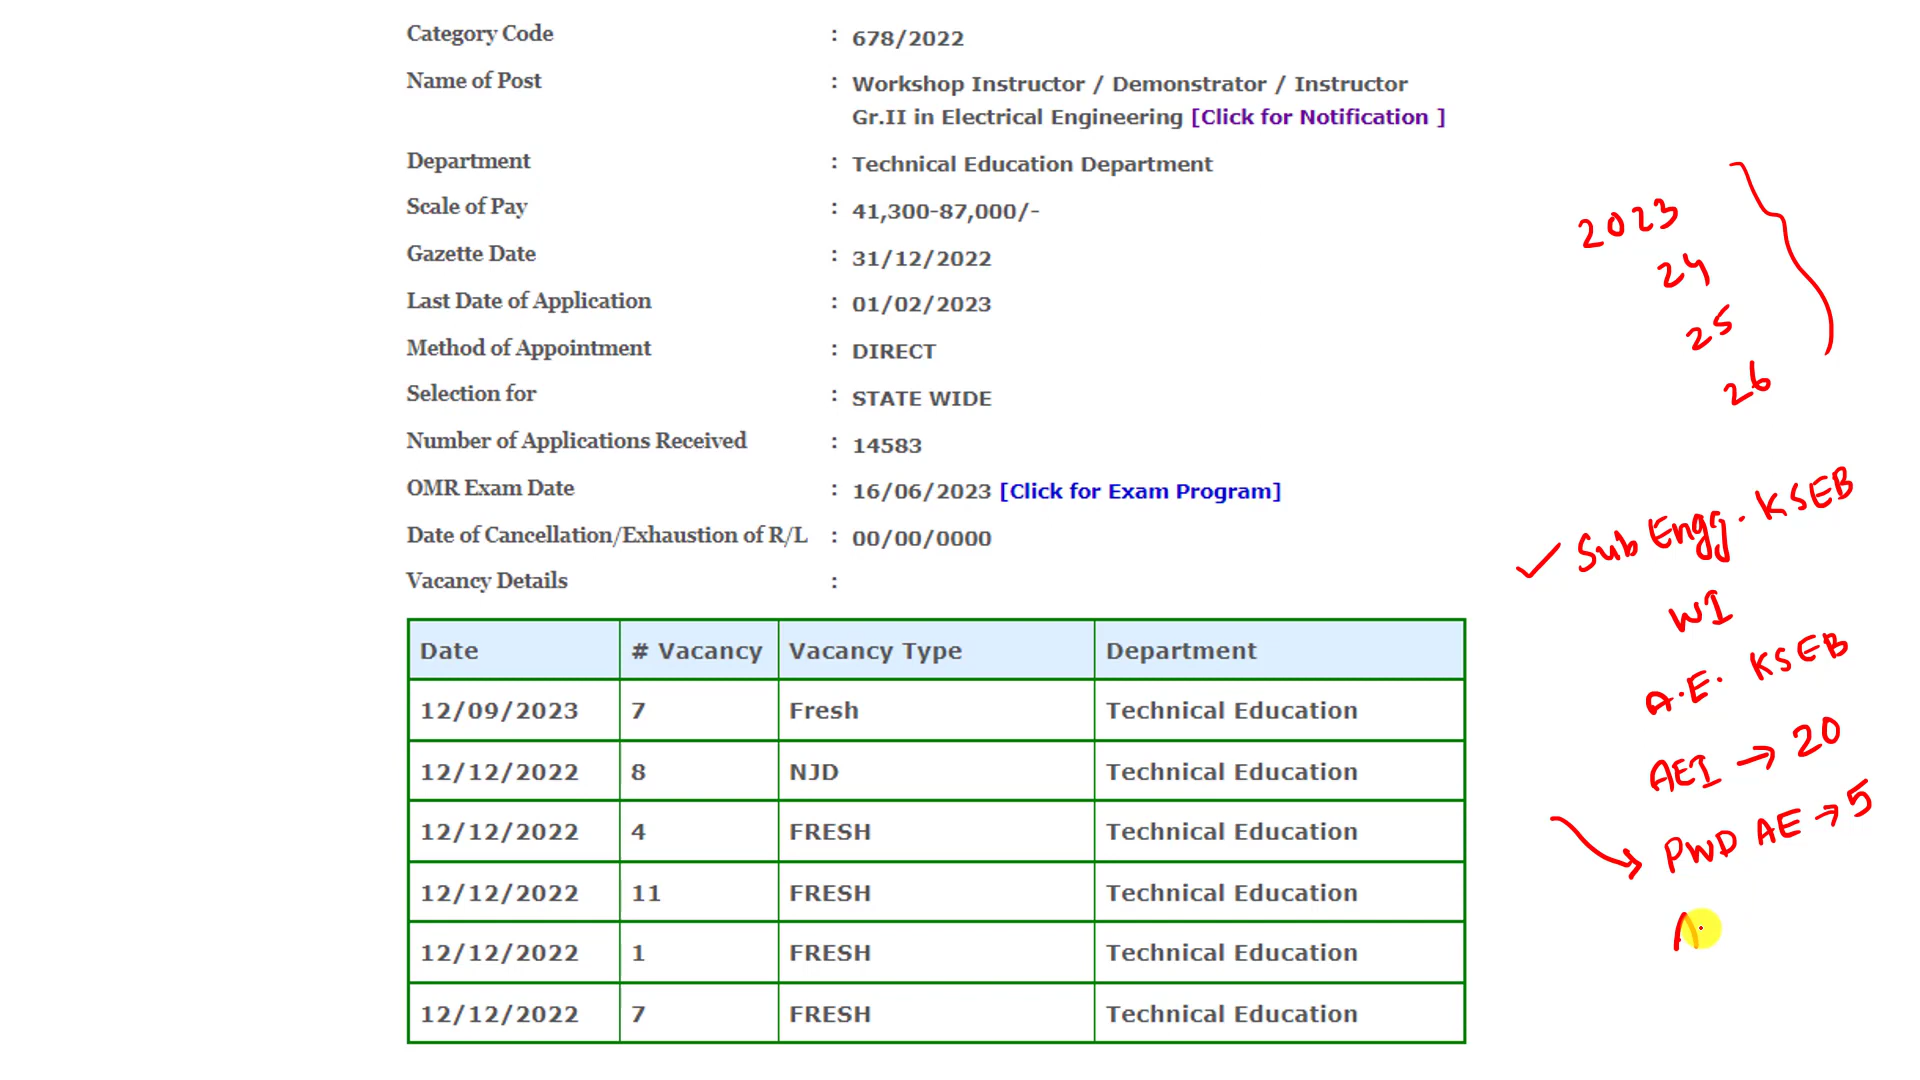 Category Code : 678/2022
Name of Post : Workshop Instructor / Demonstrator / Instructor
Gr.II in Electrical Engineering [Click for Notification ]
Department : Technical Education Department
Scale of Pay : 41,300-87,000/-
Gazette Date : 31/12/2022
Last Date of Application : 01/02/2023
Method of Appointment : DIRECT
Selection for : STATE WIDE
Number of Applications Received : 14583
OMR Exam Date : 16/06/2023 [Click for Exam Program]
Date of Cancellation/Exhaustion of R/L : 00/00/0000
Vacancy Details :
Date # Vacancy Vacancy Type Department
12/09/2023 7 Fresh Technical Education
12/12/2022 8 NJD Technical Education
12/12/2022 4 FRESH Technical Education
12/12/2022 11 FRESH Technical Education
12/12/2022 1 FRESH Technical Education
12/12/2022 7 FRESH Technical Education
2023
24
25
26
✓ Sub Engg. KSEB
WI
A.E. KSEB
AEI → 20
→ PWD AE → 5